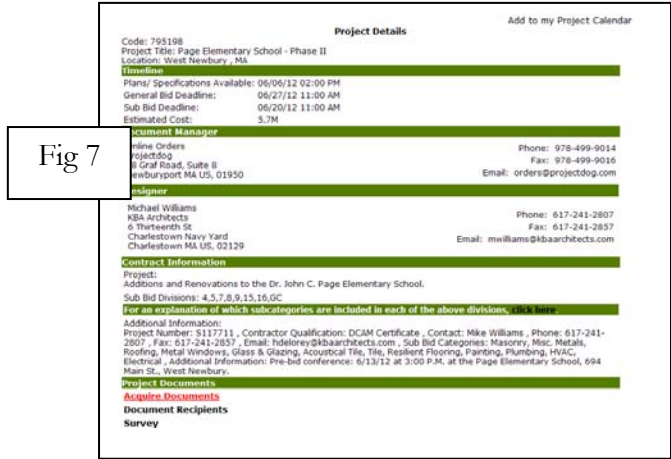 Add to my Project Calendar
Project Details
Code: 795198
Project Title: Page Elementary School - Phase II
Location: West Newbury , MA
Timeline
Plans/ Specifications Available: 06/06/12 02:00 PM
General Bid Deadline: 06/27/12 11:00 AM
Sub Bid Deadline: 06/20/12 11:00 AM
Estimated Cost: 5.7M
Fig 7
ocument Manager
nline Orders Phone: 978-499-9014
rojectdog Fax: 978-499-9016
8 Graf Road, Suite 8 Email: orders@projectdog.com
ewburyport MA US, 01950
esigner
Michael Williams
KBA Architects Phone: 617-241-2807
6 Thirteenth St Fax: 617-241-2857
Charlestown Navy Yard Email: mwilliams@kbaarchitects.com
Charlestown MA US, 02129
Contract Information
Project:
Additions and Renovations to the Dr. John C. Page Elementary School.
Sub Bid Divisions: 4,5,7,8,9,15,16,GC
For an explanation of which subcategories are included in each of the above divisions, click here
Additional Information:
Project Number: S117711 , Contractor Qualification: DCAM Certificate , Contact: Mike Williams , Phone: 617-241-
2807 , Fax: 617-241-2857 , Email: hdelorey@kbaarchitects.com , Sub Bid Categories: Masonry, Misc. Metals,
Roofing, Metal Windows, Glass & Glazing, Acoustical Tile, Tile, Resilient Flooring, Painting, Plumbing, HVAC,
Electrical , Additional Information: Pre-bid conference: 6/13/12 at 3:00 P.M. at the Page Elementary School, 694
Main St., West Newbury.
Project Documents
Acquire Documents
Document Recipients
Survey